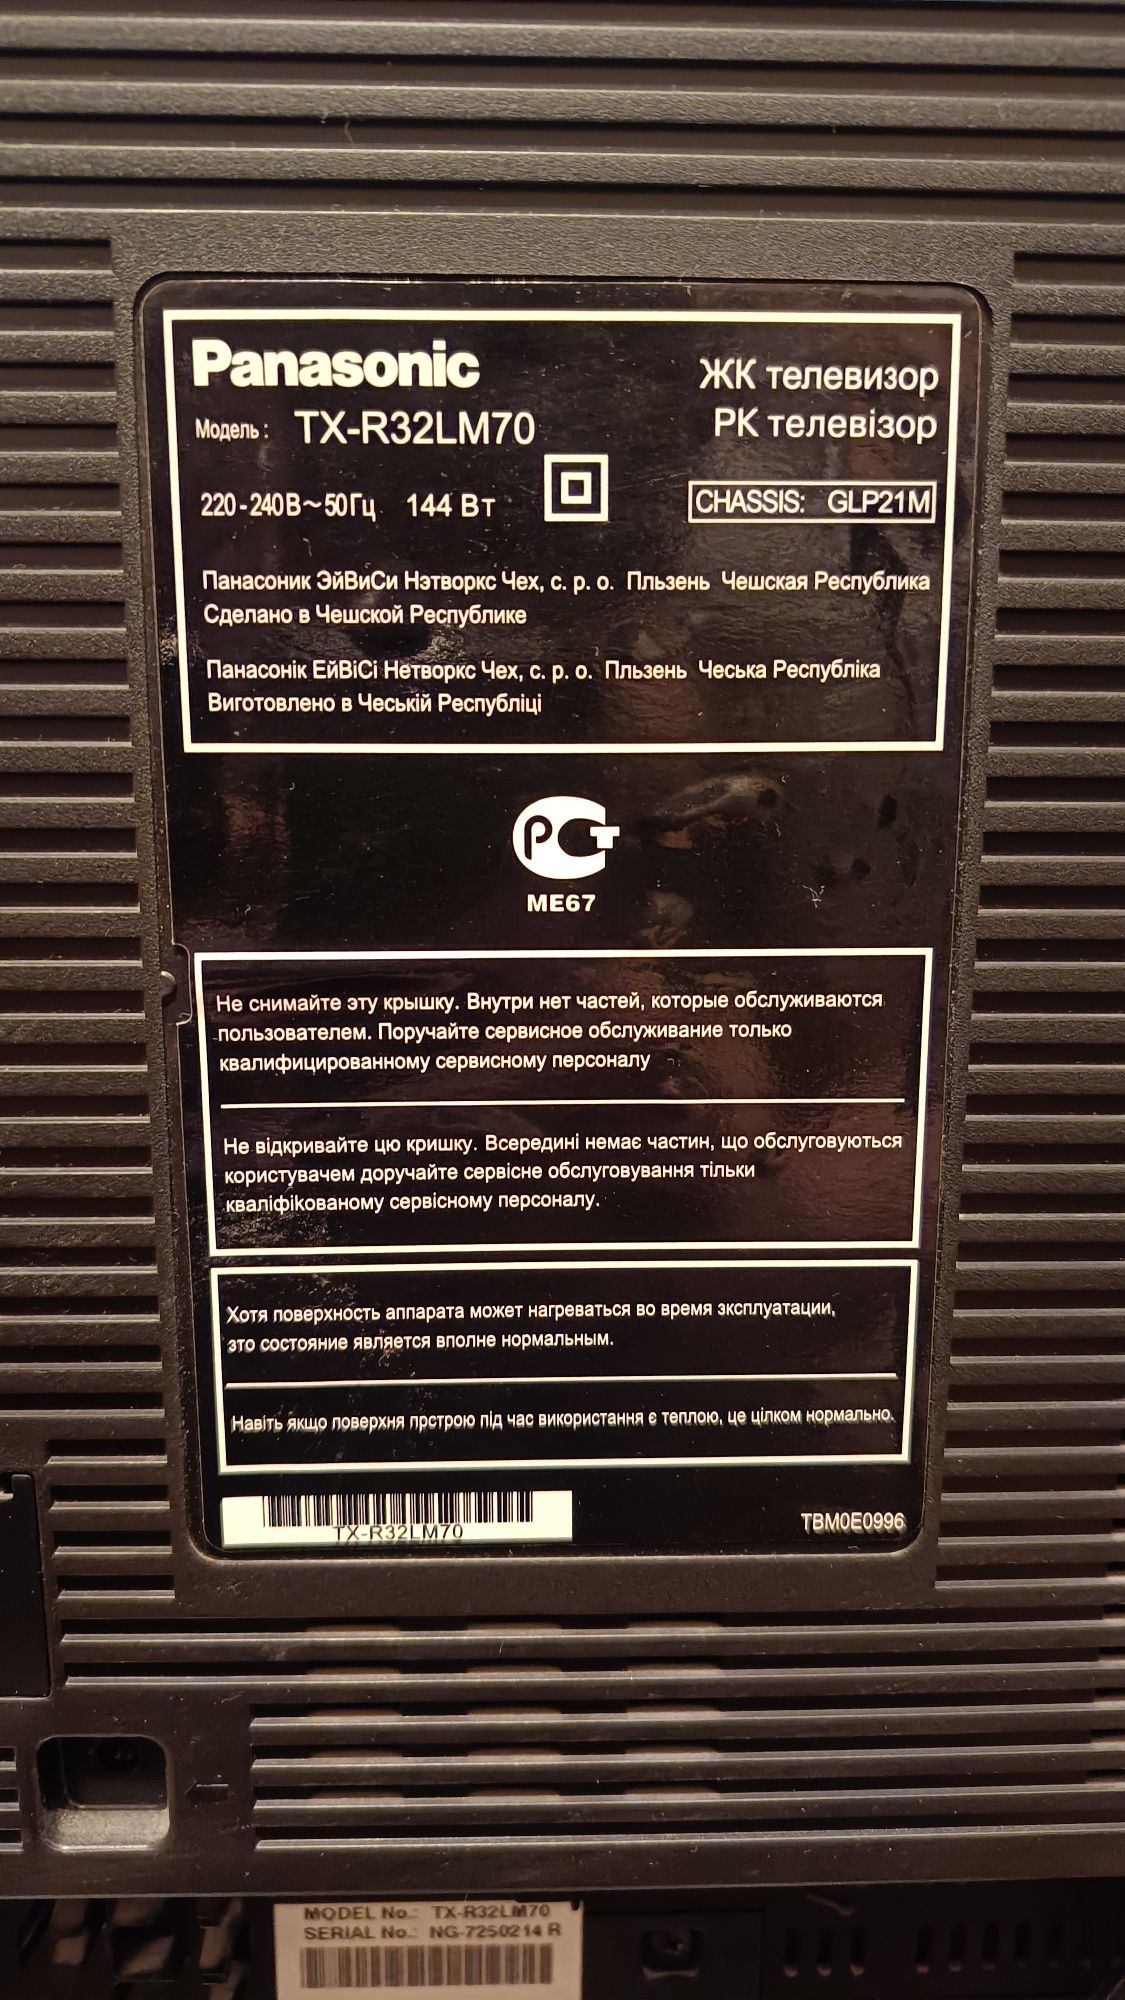 Panasonic
ЖК телевизор
Модель: TX-R32LM70
РК телевізор
220-240В~50Гц 144 Вт
CHASSIS: GLP21M
Панасоник ЭйВиСи Нэтворкс Чех, с. р. о. Пльзень Чешская Республика
Сделано в Чешской Республике
Панасонік ЕйВіСі Нетворкс Чех, с. р. о. Пльзень Чеська Республіка
Виготовлено в Чеській Республіці
РСТ
ME67
Не снимайте эту крышку. Внутри нет частей, которые обслуживаются
пользователем. Поручайте сервисное обслуживание только
квалифицированному сервисному персоналу
Не відкривайте цю кришку. Всередині немає частин, що обслуговуються
користувачем доручайте сервісне обслуговування тільки
кваліфікованому сервісному персоналу.
Хотя поверхность аппарата может нагреваться во время зксплуатации,
зто состояние является вполне нормальным.
Навіть якщо поверхня прстрою під час використання є теплою, це цілком нормально.
TX-R32LM70
TBM0E0996
MODEL No.: TX-R32LM70
SERIAL No.: NG-7250214 R